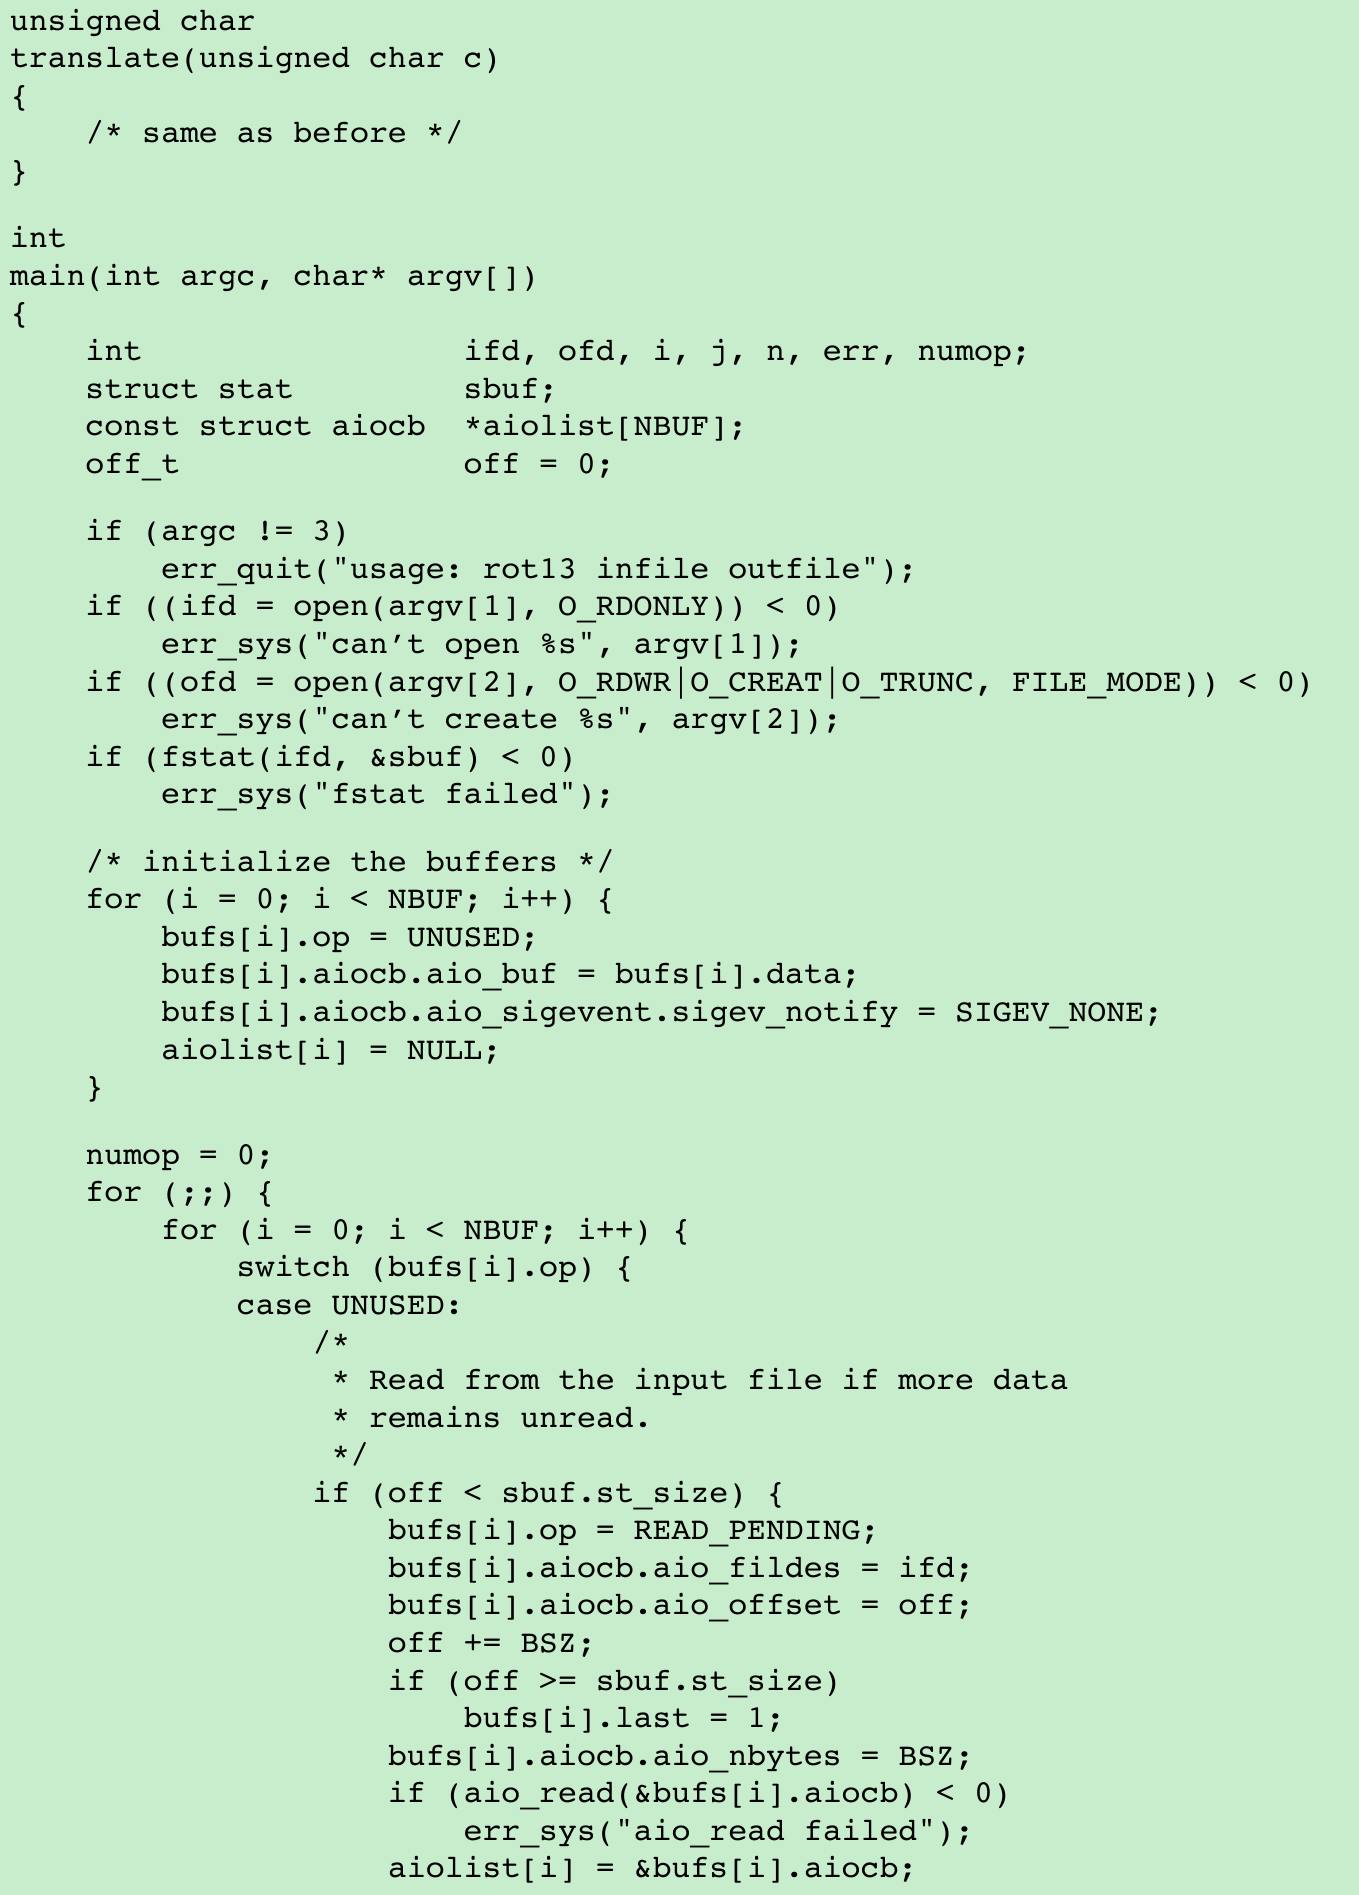 unsigned char
translate(unsigned char c)
{
    /* same as before */
}

int
main(int argc, char* argv[])
{
    int                 ifd, ofd, i, j, n, err, numop;
    struct stat         sbuf;
    const struct aiocb  *aiolist[NBUF];
    off_t               off = 0;

    if (argc != 3)
        err_quit("usage: rot13 infile outfile");
    if ((ifd = open(argv[1], O_RDONLY)) < 0)
        err_sys("can’t open %s", argv[1]);
    if ((ofd = open(argv[2], O_RDWR|O_CREAT|O_TRUNC, FILE_MODE)) < 0)
        err_sys("can’t create %s", argv[2]);
    if (fstat(ifd, &sbuf) < 0)
        err_sys("fstat failed");

    /* initialize the buffers */
    for (i = 0; i < NBUF; i++) {
        bufs[i].op = UNUSED;
        bufs[i].aiocb.aio_buf = bufs[i].data;
        bufs[i].aiocb.aio_sigevent.sigev_notify = SIGEV_NONE;
        aiolist[i] = NULL;
    }

    numop = 0;
    for (;;) {
        for (i = 0; i < NBUF; i++) {
            switch (bufs[i].op) {
            case UNUSED:
                /*
                 * Read from the input file if more data
                 * remains unread.
                 */
                if (off < sbuf.st_size) {
                    bufs[i].op = READ_PENDING;
                    bufs[i].aiocb.aio_fildes = ifd;
                    bufs[i].aiocb.aio_offset = off;
                    off += BSZ;
                    if (off >= sbuf.st_size)
                        bufs[i].last = 1;
                    bufs[i].aiocb.aio_nbytes = BSZ;
                    if (aio_read(&bufs[i].aiocb) < 0)
                        err_sys("aio_read failed");
                    aiolist[i] = &bufs[i].aiocb;